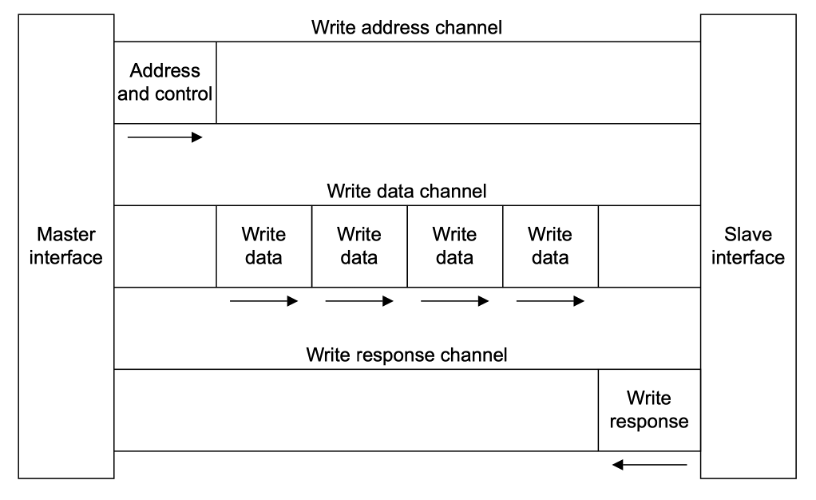 Write address channel
Address
and control
Write data channel
Master
interface
Write
data
Write
data
Write
data
Write
data
Slave
interface
Write response channel
Write
response